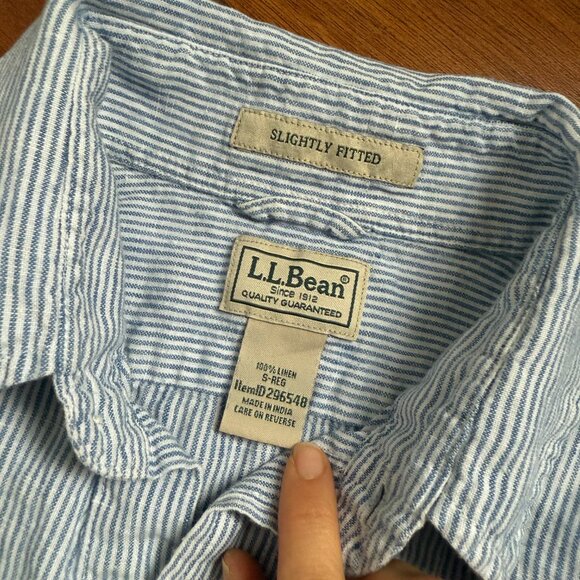 SLIGHTLY FITTED
L.L.Bean®
Since 1912
QUALITY GUARANTEED
100% LINEN
S-REG
ItemID296548
MADE IN INDIA
CARE ON REVERSE